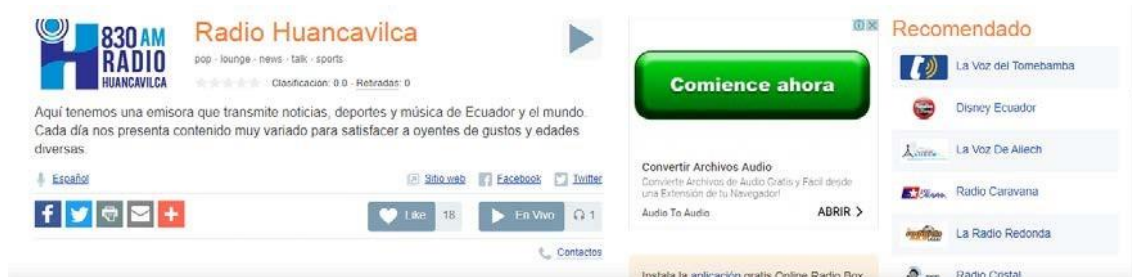 830 AM
RADIO
HUANCAVILCA
Radio Huancavilca
pop - lounge - news - talk - sports
Clasificación: 0.0 - Retiradas: 0
Aquí tenemos una emisora que transmite noticias, deportes y música de Ecuador y el mundo.
Cada día nos presenta contenido muy variado para satisfacer a oyentes de gustos y edades
diversas.
Español
Sitio web
Facebook
Twitter
Like 18
En Vivo 1
Contactos
Comience ahora
Convertir Archivos Audio
Convierte Archivos de Audio Gratis y Fácil desde
una Extensión de tu Navegador!
Audio To Audio
ABRIR >
Instala la aplicación gratis Online Radio Box
Recomendado
La Voz del Tomebamba
Disney Ecuador
La Voz De Allech
Radio Caravana
La Radio Redonda
Radio Cristal